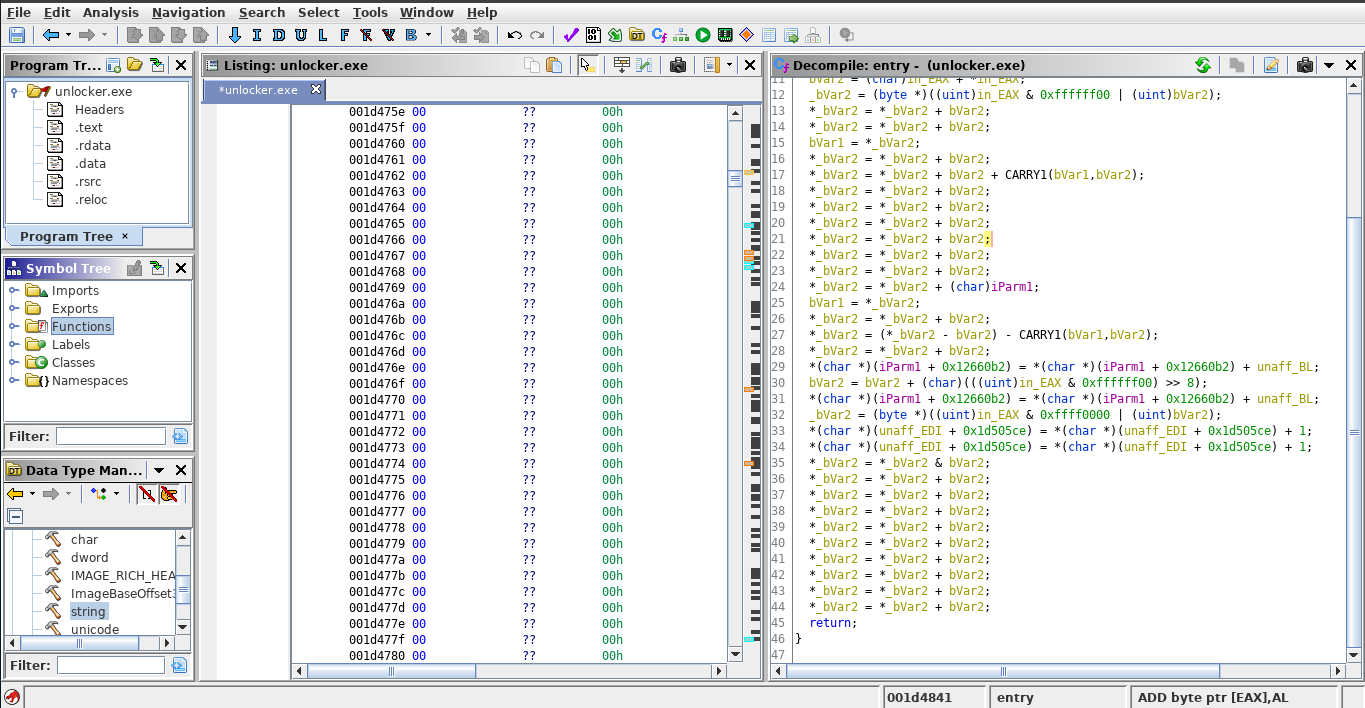 File Edit Analysis Navigation Search Select Tools Window Help
I D U L F B
Program Tr...
unlocker.exe
Headers
.text
.rdata
.data
.rsrc
.reloc
Program Tree ×
Symbol Tree
Imports
Exports
Functions
Labels
Classes
Namespaces
Filter:
Data Type Man...
char
dword
IMAGE_RICH_HEA
ImageBaseOffset
string
unicode
Filter:
Listing: unlocker.exe
*unlocker.exe
001d475e 00 ?? 00h
001d475f 00 ?? 00h
001d4760 00 ?? 00h
001d4761 00 ?? 00h
001d4762 00 ?? 00h
001d4763 00 ?? 00h
001d4764 00 ?? 00h
001d4765 00 ?? 00h
001d4766 00 ?? 00h
001d4767 00 ?? 00h
001d4768 00 ?? 00h
001d4769 00 ?? 00h
001d476a 00 ?? 00h
001d476b 00 ?? 00h
001d476c 00 ?? 00h
001d476d 00 ?? 00h
001d476e 00 ?? 00h
001d476f 00 ?? 00h
001d4770 00 ?? 00h
001d4771 00 ?? 00h
001d4772 00 ?? 00h
001d4773 00 ?? 00h
001d4774 00 ?? 00h
001d4775 00 ?? 00h
001d4776 00 ?? 00h
001d4777 00 ?? 00h
001d4778 00 ?? 00h
001d4779 00 ?? 00h
001d477a 00 ?? 00h
001d477b 00 ?? 00h
001d477c 00 ?? 00h
001d477d 00 ?? 00h
001d477e 00 ?? 00h
001d477f 00 ?? 00h
001d4780 00 ?? 00h
Decompile: entry - (unlocker.exe)
11 bVar2 = (char)in_EAX + *in_EAX;
12 _bVar2 = (byte *)((uint)in_EAX & 0xffffff00 | (uint)bVar2);
13 *_bVar2 = *_bVar2 + bVar2;
14 *_bVar2 = *_bVar2 + bVar2;
15 bVar1 = *_bVar2;
16 *_bVar2 = *_bVar2 + bVar2;
17 *_bVar2 = *_bVar2 + bVar2 + CARRY1(bVar1,bVar2);
18 *_bVar2 = *_bVar2 + bVar2;
19 *_bVar2 = *_bVar2 + bVar2;
20 *_bVar2 = *_bVar2 + bVar2;
21 *_bVar2 = *_bVar2 + bVar2;
22 *_bVar2 = *_bVar2 + bVar2;
23 *_bVar2 = *_bVar2 + bVar2;
24 *_bVar2 = *_bVar2 + (char)iParm1;
25 bVar1 = *_bVar2;
26 *_bVar2 = *_bVar2 + bVar2;
27 *_bVar2 = (*_bVar2 - bVar2) - CARRY1(bVar1,bVar2);
28 *_bVar2 = *_bVar2 + bVar2;
29 *(char *)(iParm1 + 0x12660b2) = *(char *)(iParm1 + 0x12660b2) + unaff_BL;
30 bVar2 = bVar2 + (char)(((uint)in_EAX & 0xffffff00) >> 8);
31 *(char *)(iParm1 + 0x12660b2) = *(char *)(iParm1 + 0x12660b2) + unaff_BL;
32 _bVar2 = (byte *)((uint)in_EAX & 0xffff0000 | (uint)bVar2);
33 *(char *)(unaff_EDI + 0x1d505ce) = *(char *)(unaff_EDI + 0x1d505ce) + 1;
34 *(char *)(unaff_EDI + 0x1d505ce) = *(char *)(unaff_EDI + 0x1d505ce) + 1;
35 *_bVar2 = *_bVar2 & bVar2;
36 *_bVar2 = *_bVar2 + bVar2;
37 *_bVar2 = *_bVar2 + bVar2;
38 *_bVar2 = *_bVar2 + bVar2;
39 *_bVar2 = *_bVar2 + bVar2;
40 *_bVar2 = *_bVar2 + bVar2;
41 *_bVar2 = *_bVar2 + bVar2;
42 *_bVar2 = *_bVar2 + bVar2;
43 *_bVar2 = *_bVar2 + bVar2;
44 *_bVar2 = *_bVar2 + bVar2;
45 return;
46 }
47
001d4841 entry ADD byte ptr [EAX],AL